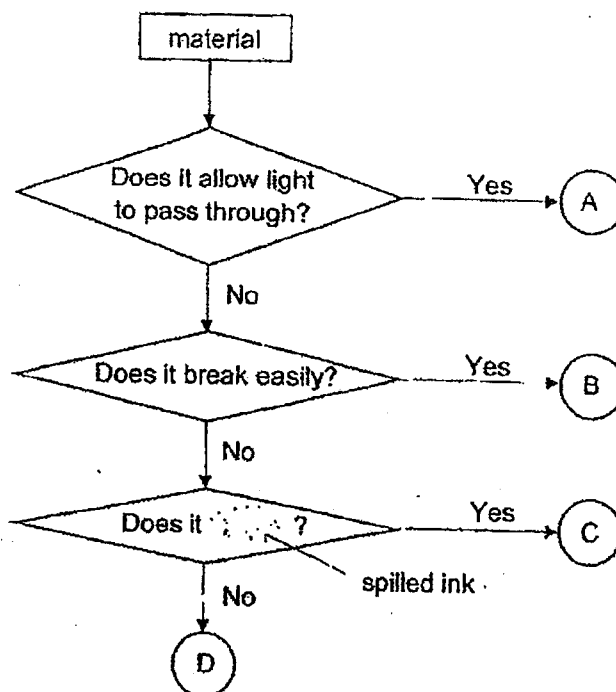 material
Does it allow light
to pass through?
Yes
A
No
Does it break easily?
Yes
B
No
Does it ?
Yes
C
spilled ink
No
D